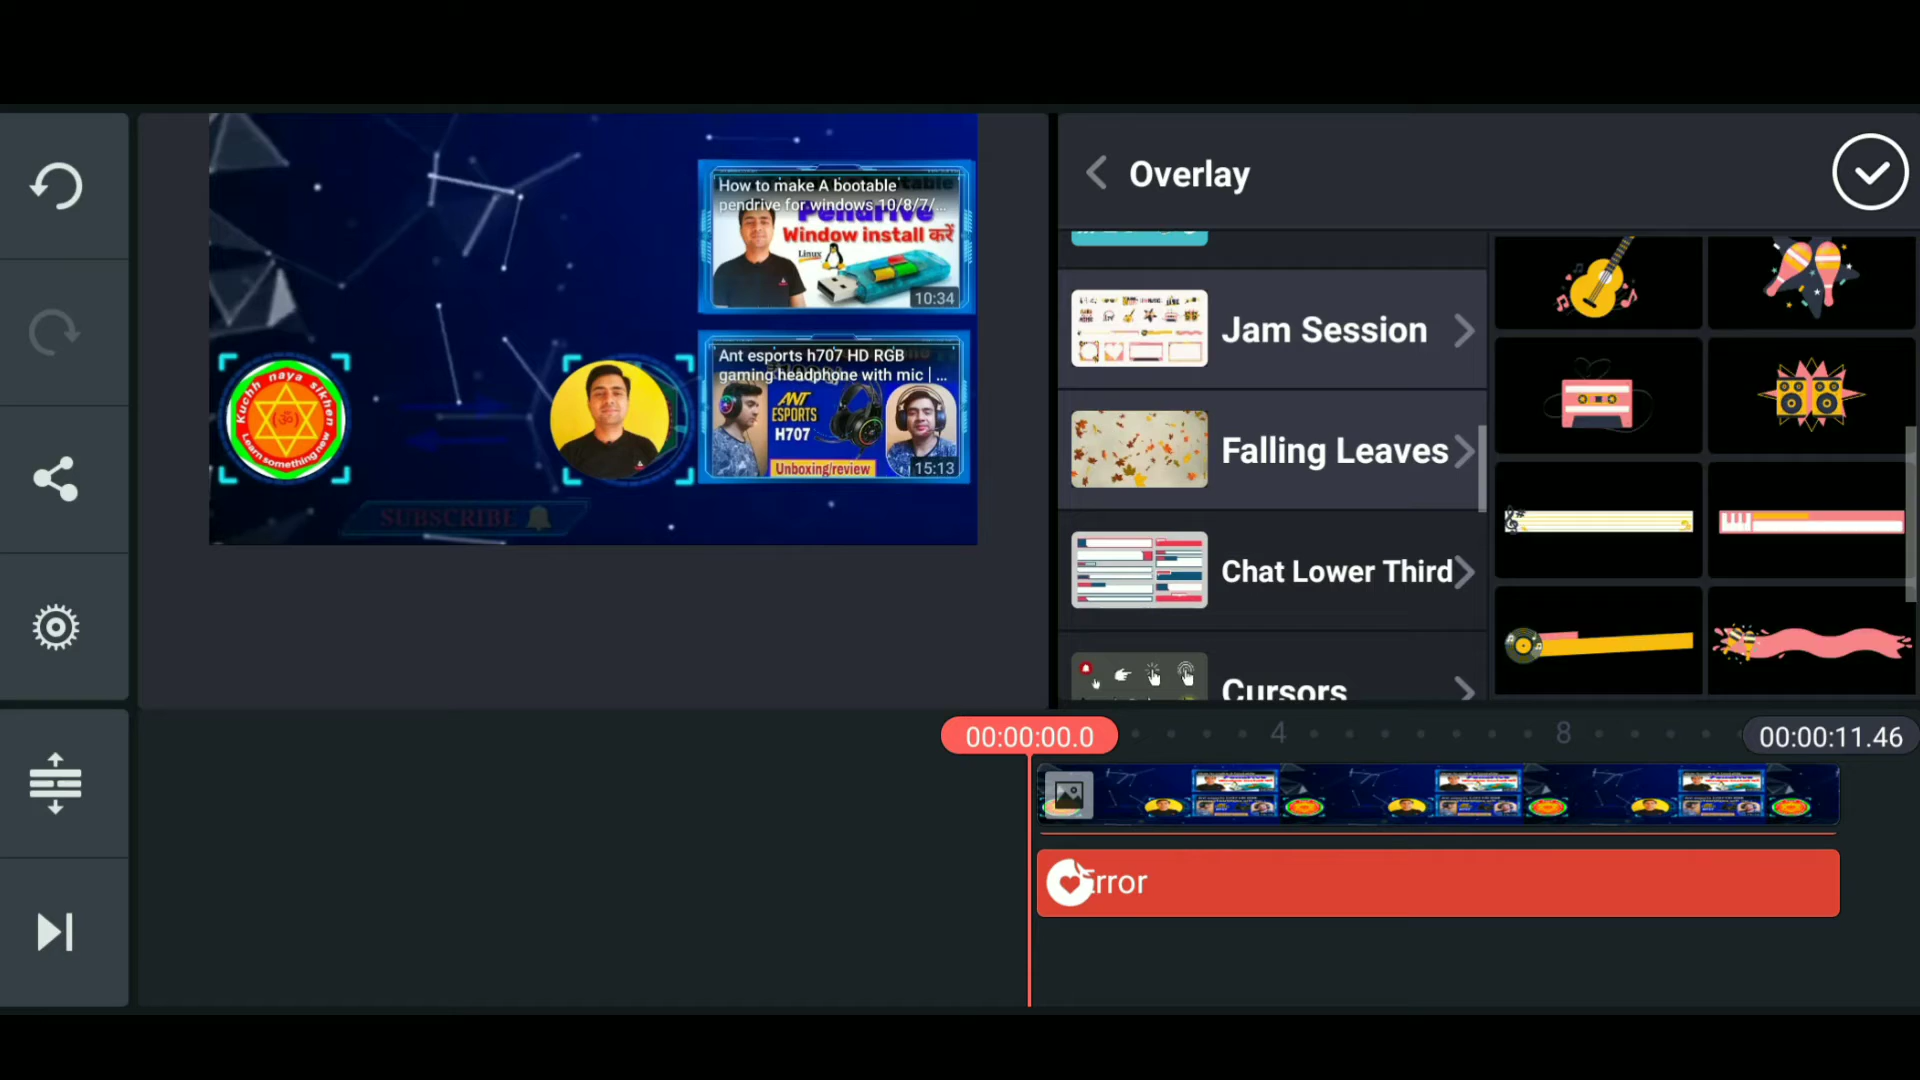 Overlay
How to make A bootable
pendrive for windows 10/8/7/...
Pendrive
Window install करें
Linux
10:34
Jam Session
Ant esports h707 HD RGB
gaming headphone with mic | ...
ANT
ESPORTS
H707
Unboxing/review
15:13
Kuchh naya sikhen
ॐ
Learn something new
Falling Leaves
SUBSCRIBE
Chat Lower Third
Cursors
00:00:00.0
4
8
00:00:11.46
rror